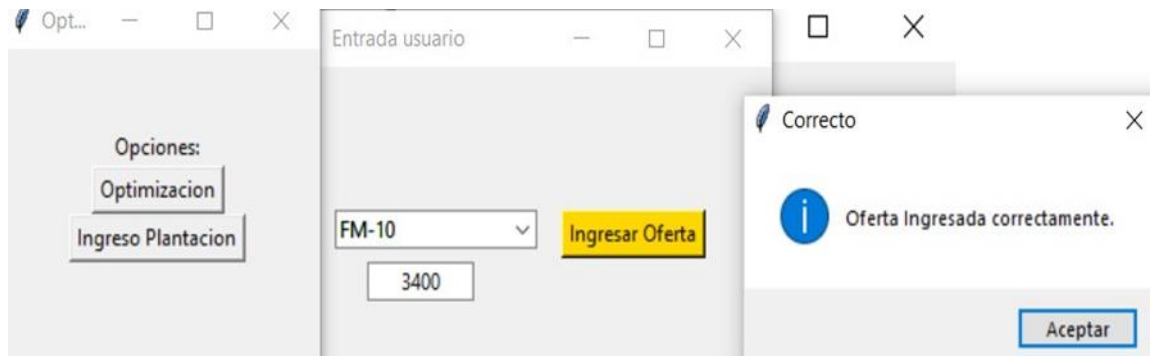 Opt...
Opciones:
Optimizacion
Ingreso Plantacion
Entrada usuario
FM-10
Ingresar Oferta
3400
Correcto
i
Oferta Ingresada correctamente.
Aceptar